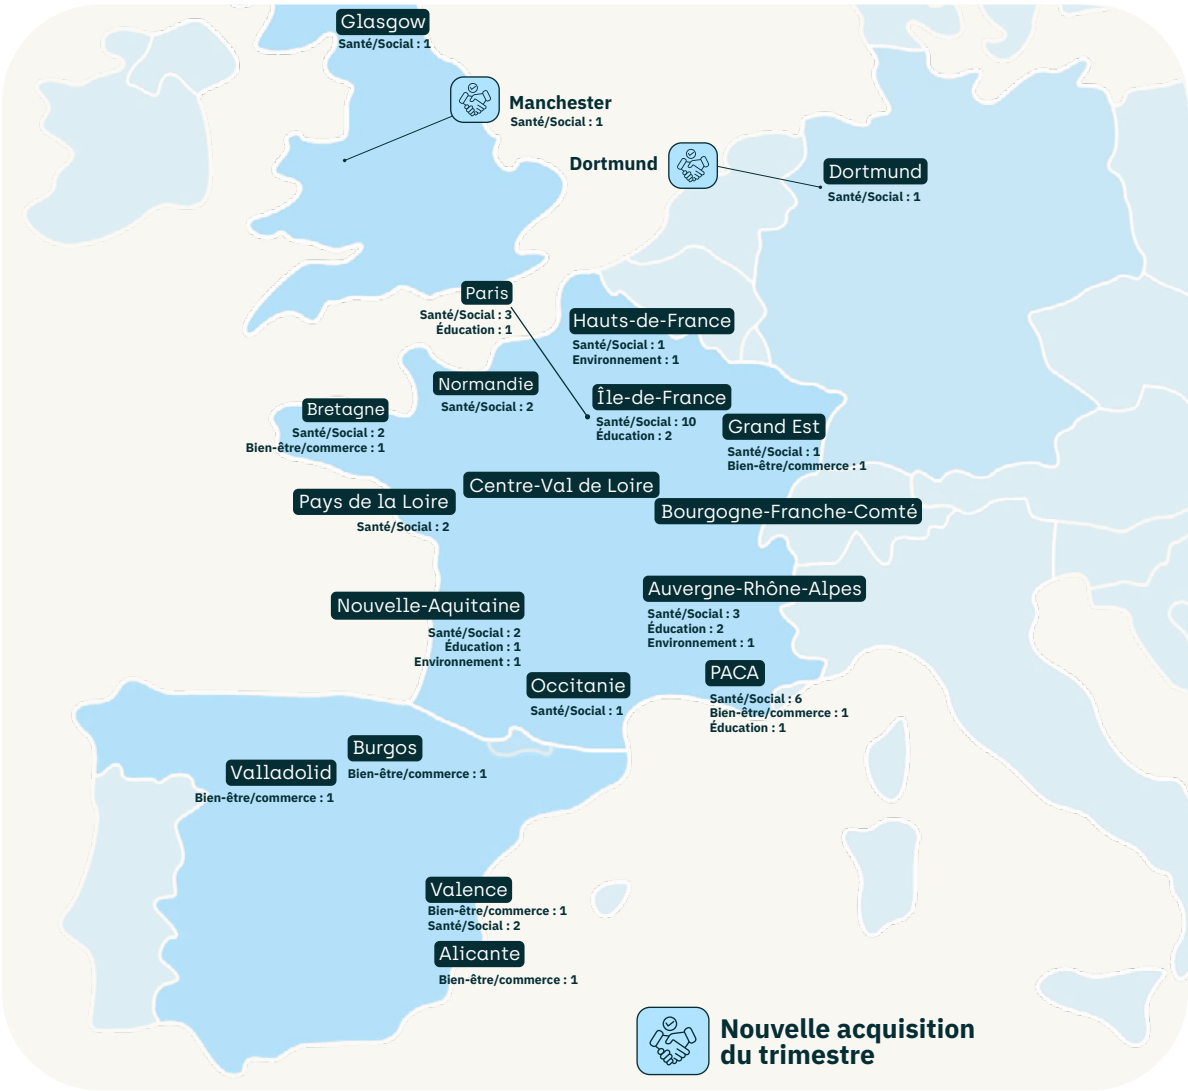 Glasgow
Santé/Social : 1
Manchester
Santé/Social : 1
Dortmund
Dortmund
Santé/Social : 1
Paris
Santé/Social : 3
Éducation : 1
Hauts-de-France
Santé/Social : 1
Environnement : 1
Normandie
Santé/Social : 2
Île-de-France
Santé/Social : 10
Éducation : 2
Bretagne
Santé/Social : 2
Bien-être/commerce : 1
Grand Est
Santé/Social : 1
Bien-être/commerce : 1
Centre-Val de Loire
Pays de la Loire
Santé/Social : 2
Bourgogne-Franche-Comté
Auvergne-Rhône-Alpes
Santé/Social : 3
Éducation : 2
Environnement : 1
Nouvelle-Aquitaine
Santé/Social : 2
Éducation : 1
Environnement : 1
PACA
Santé/Social : 6
Bien-être/commerce : 1
Éducation : 1
Occitanie
Santé/Social : 1
Burgos
Bien-être/commerce : 1
Valladolid
Bien-être/commerce : 1
Valence
Bien-être/commerce : 1
Santé/Social : 2
Alicante
Bien-être/commerce : 1
Nouvelle acquisition
du trimestre